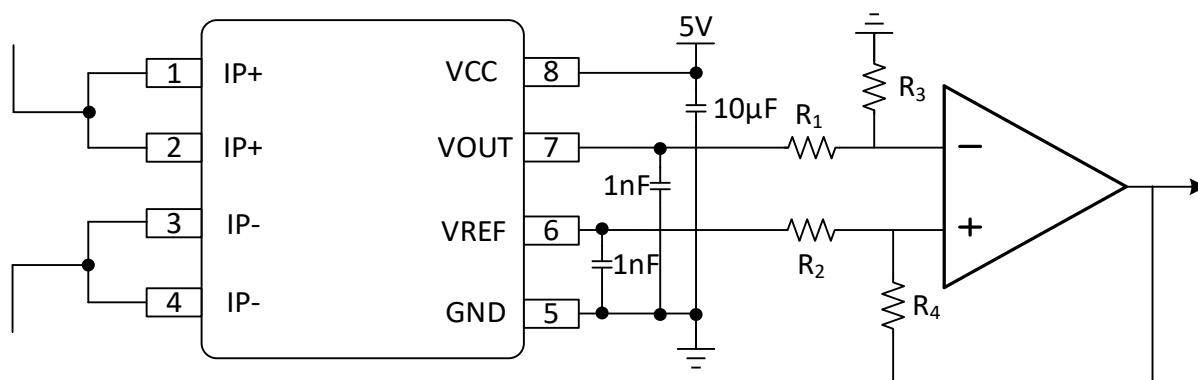 5V
1 IP+ VCC 8
10μF
R₃
2 IP+ VOUT 7
R₁
−
1nF
3 IP- VREF 6
R₂
+
1nF
4 IP- GND 5
R₄